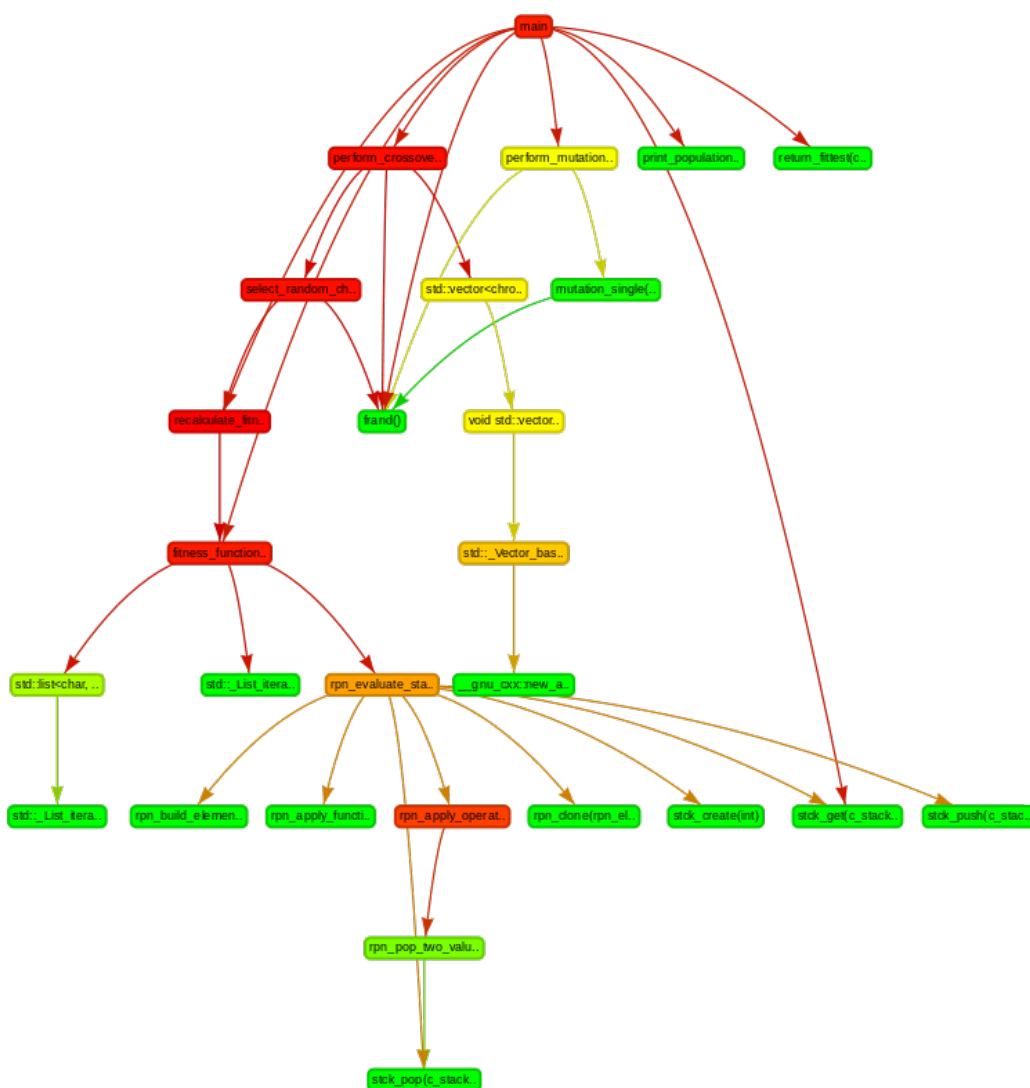 main
perform_crossove..
perform_mutation..
print_population..
return_fittest(c..
select_random_ch..
std::vector<chro..
mutation_single(..
recalculate_fitn..
frand()
void std::vector..
fitness_function..
std::_Vector_bas..
std::list<char, ..
std::_List_itera..
rpn_evaluate_sta..
__gnu_cxx::new_a..
std::_List_itera..
rpn_build_elemen..
rpn_apply_functi..
rpn_apply_operat..
rpn_clone(rpn_el..
stck_create(int)
stck_get(c_stack..
stck_push(c_stac..
rpn_pop_two_valu..
stck_pop(c_stack..